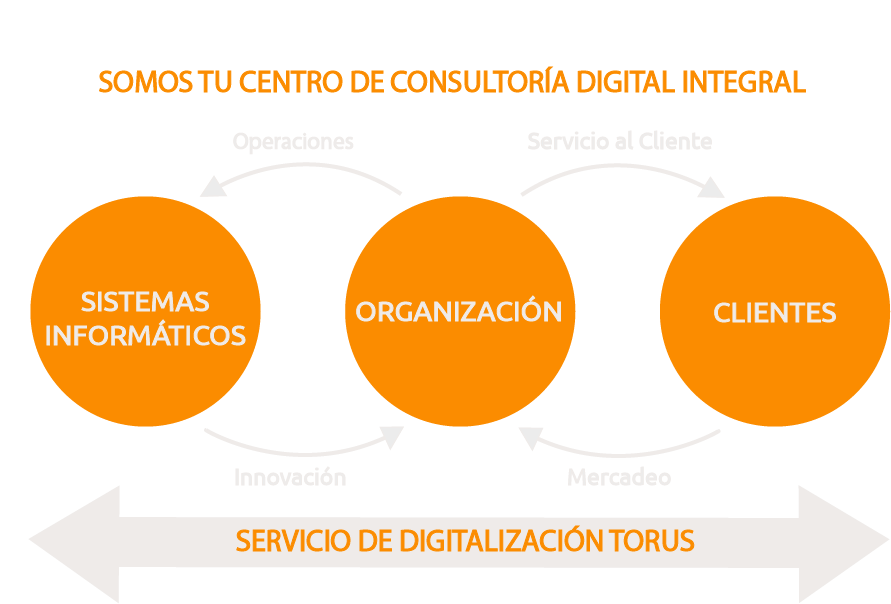 SOMOS TU CENTRO DE CONSULTORÍA DIGITAL INTEGRAL
Operaciones
Servicio al Cliente
SISTEMAS
INFORMÁTICOS
ORGANIZACIÓN
CLIENTES
Innovación
Mercadeo
SERVICIO DE DIGITALIZACIÓN TORUS